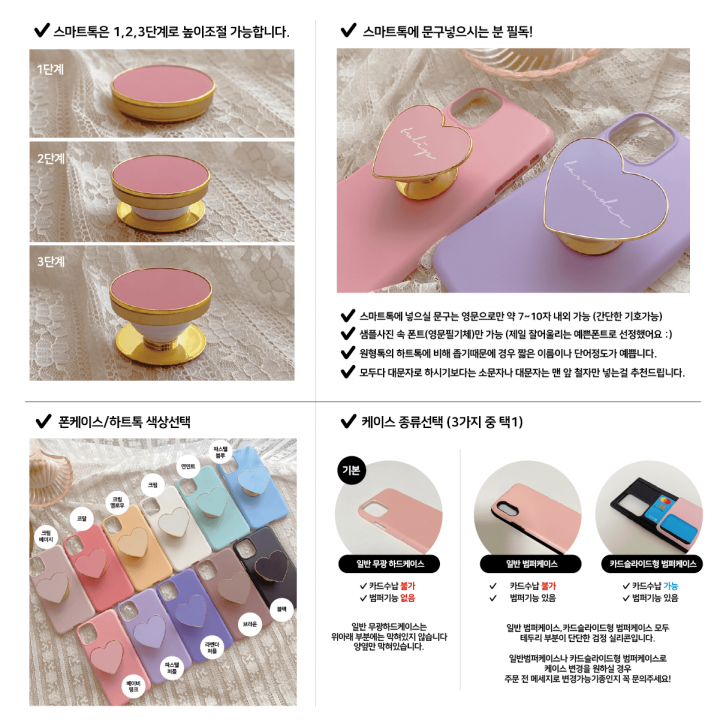 스마트톡은 1,2,3단계로 높이조절 가능합니다.
1단계
2단계
3단계
스마트톡에 문구넣으시는 분 필독!
tulip
lavender
스마트톡에 넣으실 문구는 영문으로만 약 7~10자 내외 가능 (간단한 기호가능)
샘플사진 속 폰트(영문필기체)만 가능 (제일 잘어울리는 예쁜폰트로 선정했어요 :)
원형톡의 하트톡에 비해 좁기때문에 경우 짧은 이름이나 단어정도가 예쁩니다.
모두다 대문자로 하시기보다는 소문자나 대문자는 맨 앞 철자만 넣는걸 추천드립니다.
폰케이스/하트톡 색상선택
파스텔
블루
연민트
크림
크림
옐로우
코랄
크림
베이지
블랙
브라운
라벤더
퍼플
파스텔
퍼플
베이비
핑크
케이스 종류선택 (3가지 중 택1)
기본
일반 무광 하드케이스
카드수납 불가
범퍼기능 없음
일반 무광하드케이스는
위아래 부분에는 막혀있지 않습니다
양옆만 막혀있습니다.
일반 범퍼케이스
카드수납 불가
범퍼기능 있음
카드슬라이드형 범퍼케이스
카드수납 가능
범퍼기능 있음
일반 범퍼케이스,카드슬라이드형 범퍼케이스 모두
테두리 부분이 단단한 검정 실리콘입니다.
일반범퍼케이스나 카드슬라이드형 범퍼케이스로
케이스 변경을 원하실 경우
주문 전 메세지로 변경가능기종인지 꼭 문의주세요!